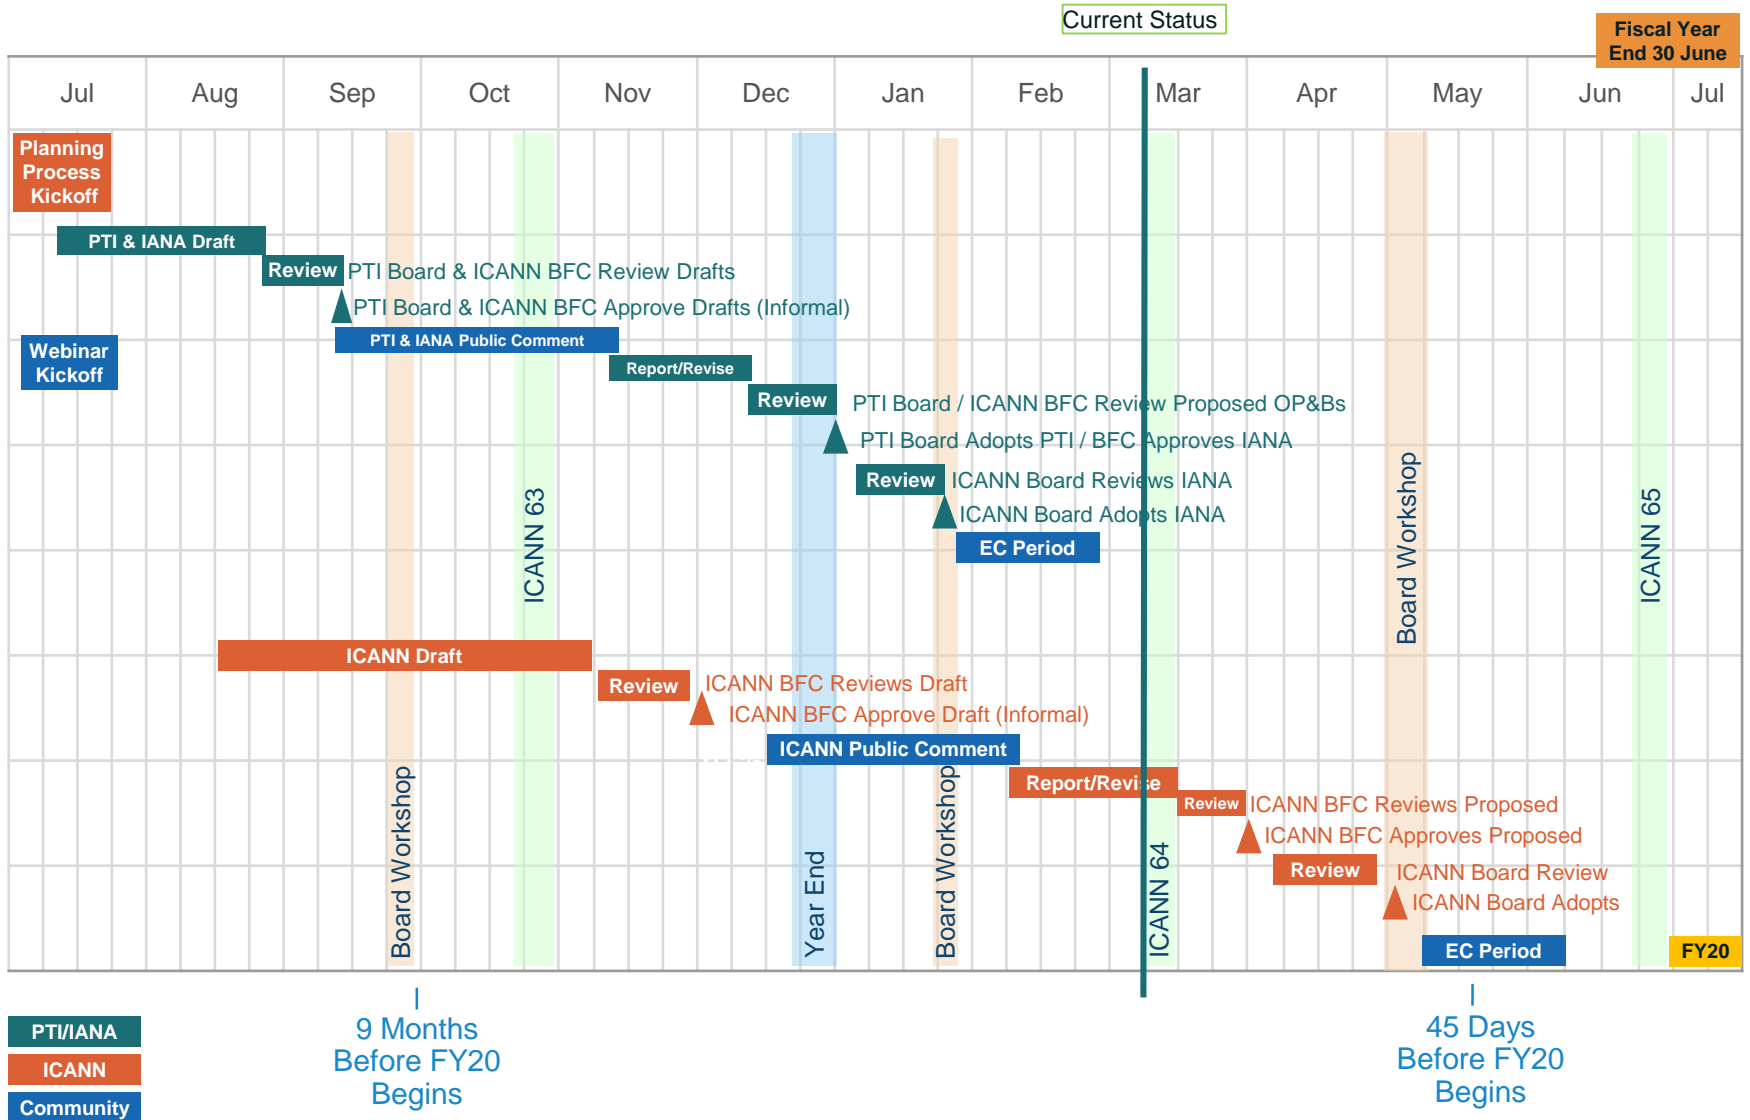 Current Status
Fiscal Year
End 30 June
Jul Aug Sep Oct Nov Dec Jan Feb Mar Apr May Jun Jul
Planning
Process
Kickoff
PTI & IANA Draft
Review PTI Board & ICANN BFC Review Drafts
PTI Board & ICANN BFC Approve Drafts (Informal)
PTI & IANA Public Comment
Webinar
Kickoff
Report/Revise
Review PTI Board / ICANN BFC Review Proposed OP&Bs
PTI Board Adopts PTI / BFC Approves IANA
Review ICANN Board Reviews IANA
ICANN Board Adopts IANA
EC Period
ICANN 63
Board Workshop
ICANN 65
ICANN Draft
Review ICANN BFC Reviews Draft
ICANN BFC Approve Draft (Informal)
ICANN Public Comment
Report/Revise
Review ICANN BFC Reviews Proposed
ICANN BFC Approves Proposed
Review ICANN Board Review
ICANN Board Adopts
EC Period
FY20
Board Workshop
Year End
Board Workshop
ICANN 64
PTI/IANA
ICANN
Community
9 Months
Before FY20
Begins
45 Days
Before FY20
Begins